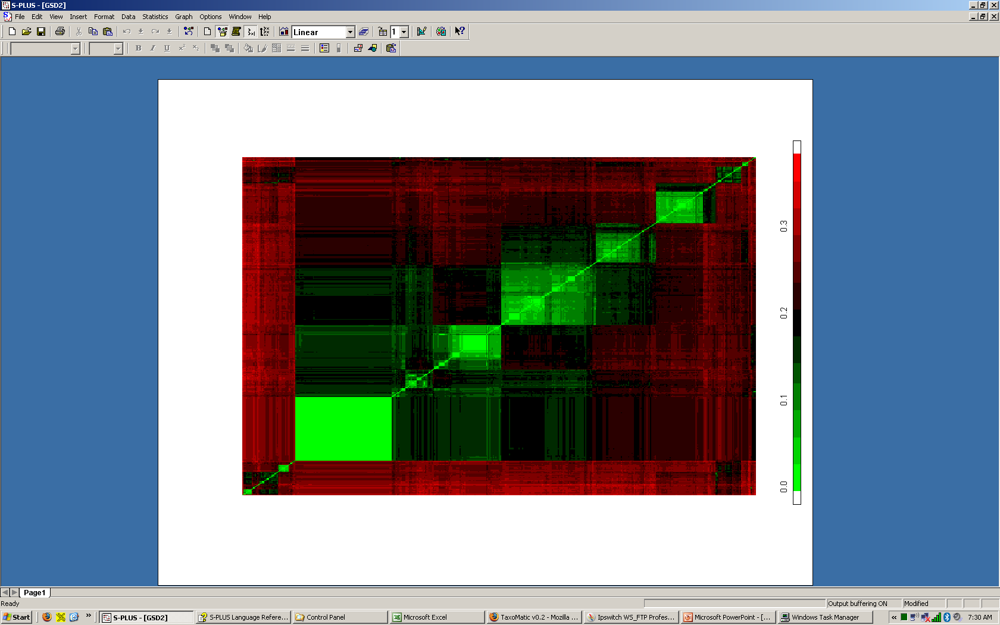 S-PLUS - [GSD2]
File Edit View Insert Format Data Statistics Graph Options Window Help
Linear 1
B I U x² x₂
0.3
0.2
0.1
0.0
Page1
Ready Output buffering ON Modified
Start » S-PLUS - [GSD2] S-PLUS Language Refere... Control Panel Microsoft Excel TaxoMatic v0.2 - Mozilla ... Ipswitch WS_FTP Profes... Microsoft PowerPoint - [... Windows Task Manager « 7:30 AM